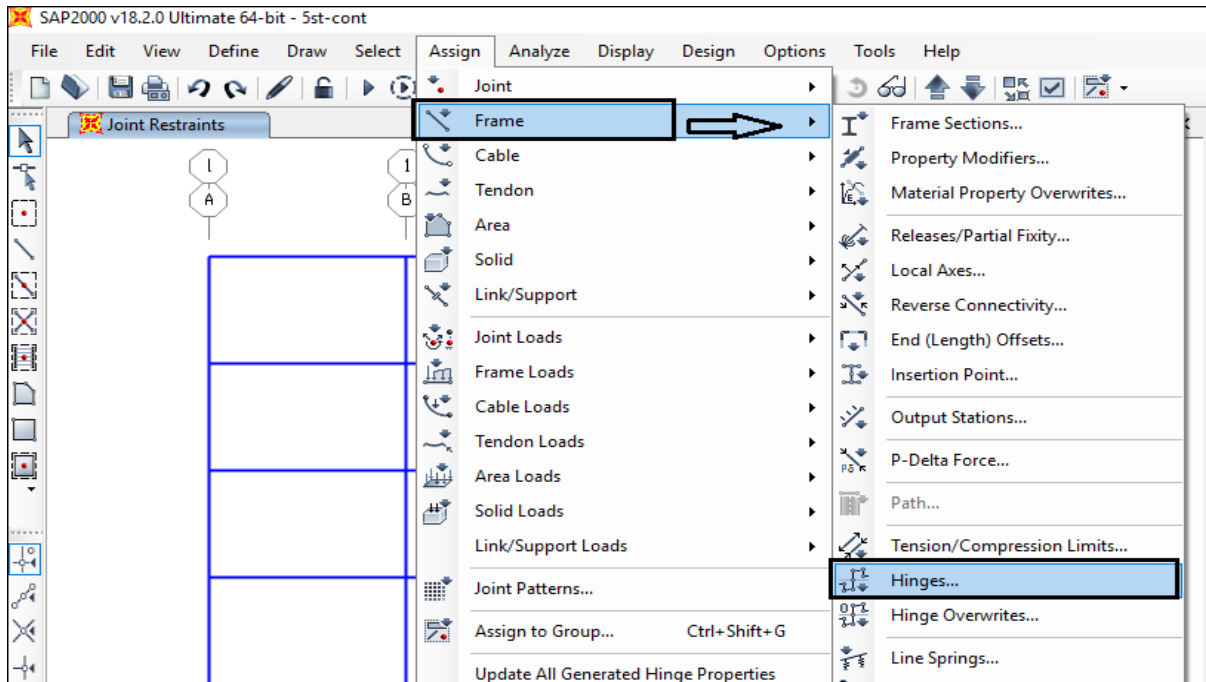 SAP2000 v18.2.0 Ultimate 64-bit - 5st-cont
File Edit View Define Draw Select Assign Analyze Display Design Options Tools Help
Joint Restraints
1
A
1
B
Joint
Frame
Cable
Tendon
Area
Solid
Link/Support
Joint Loads
Frame Loads
Cable Loads
Tendon Loads
Area Loads
Solid Loads
Link/Support Loads
Joint Patterns...
Assign to Group... Ctrl+Shift+G
Update All Generated Hinge Properties
Frame Sections...
Property Modifiers...
Material Property Overwrites...
Releases/Partial Fixity...
Local Axes...
Reverse Connectivity...
End (Length) Offsets...
Insertion Point...
Output Stations...
P-Delta Force...
Path...
Tension/Compression Limits...
Hinges...
Hinge Overwrites...
Line Springs...